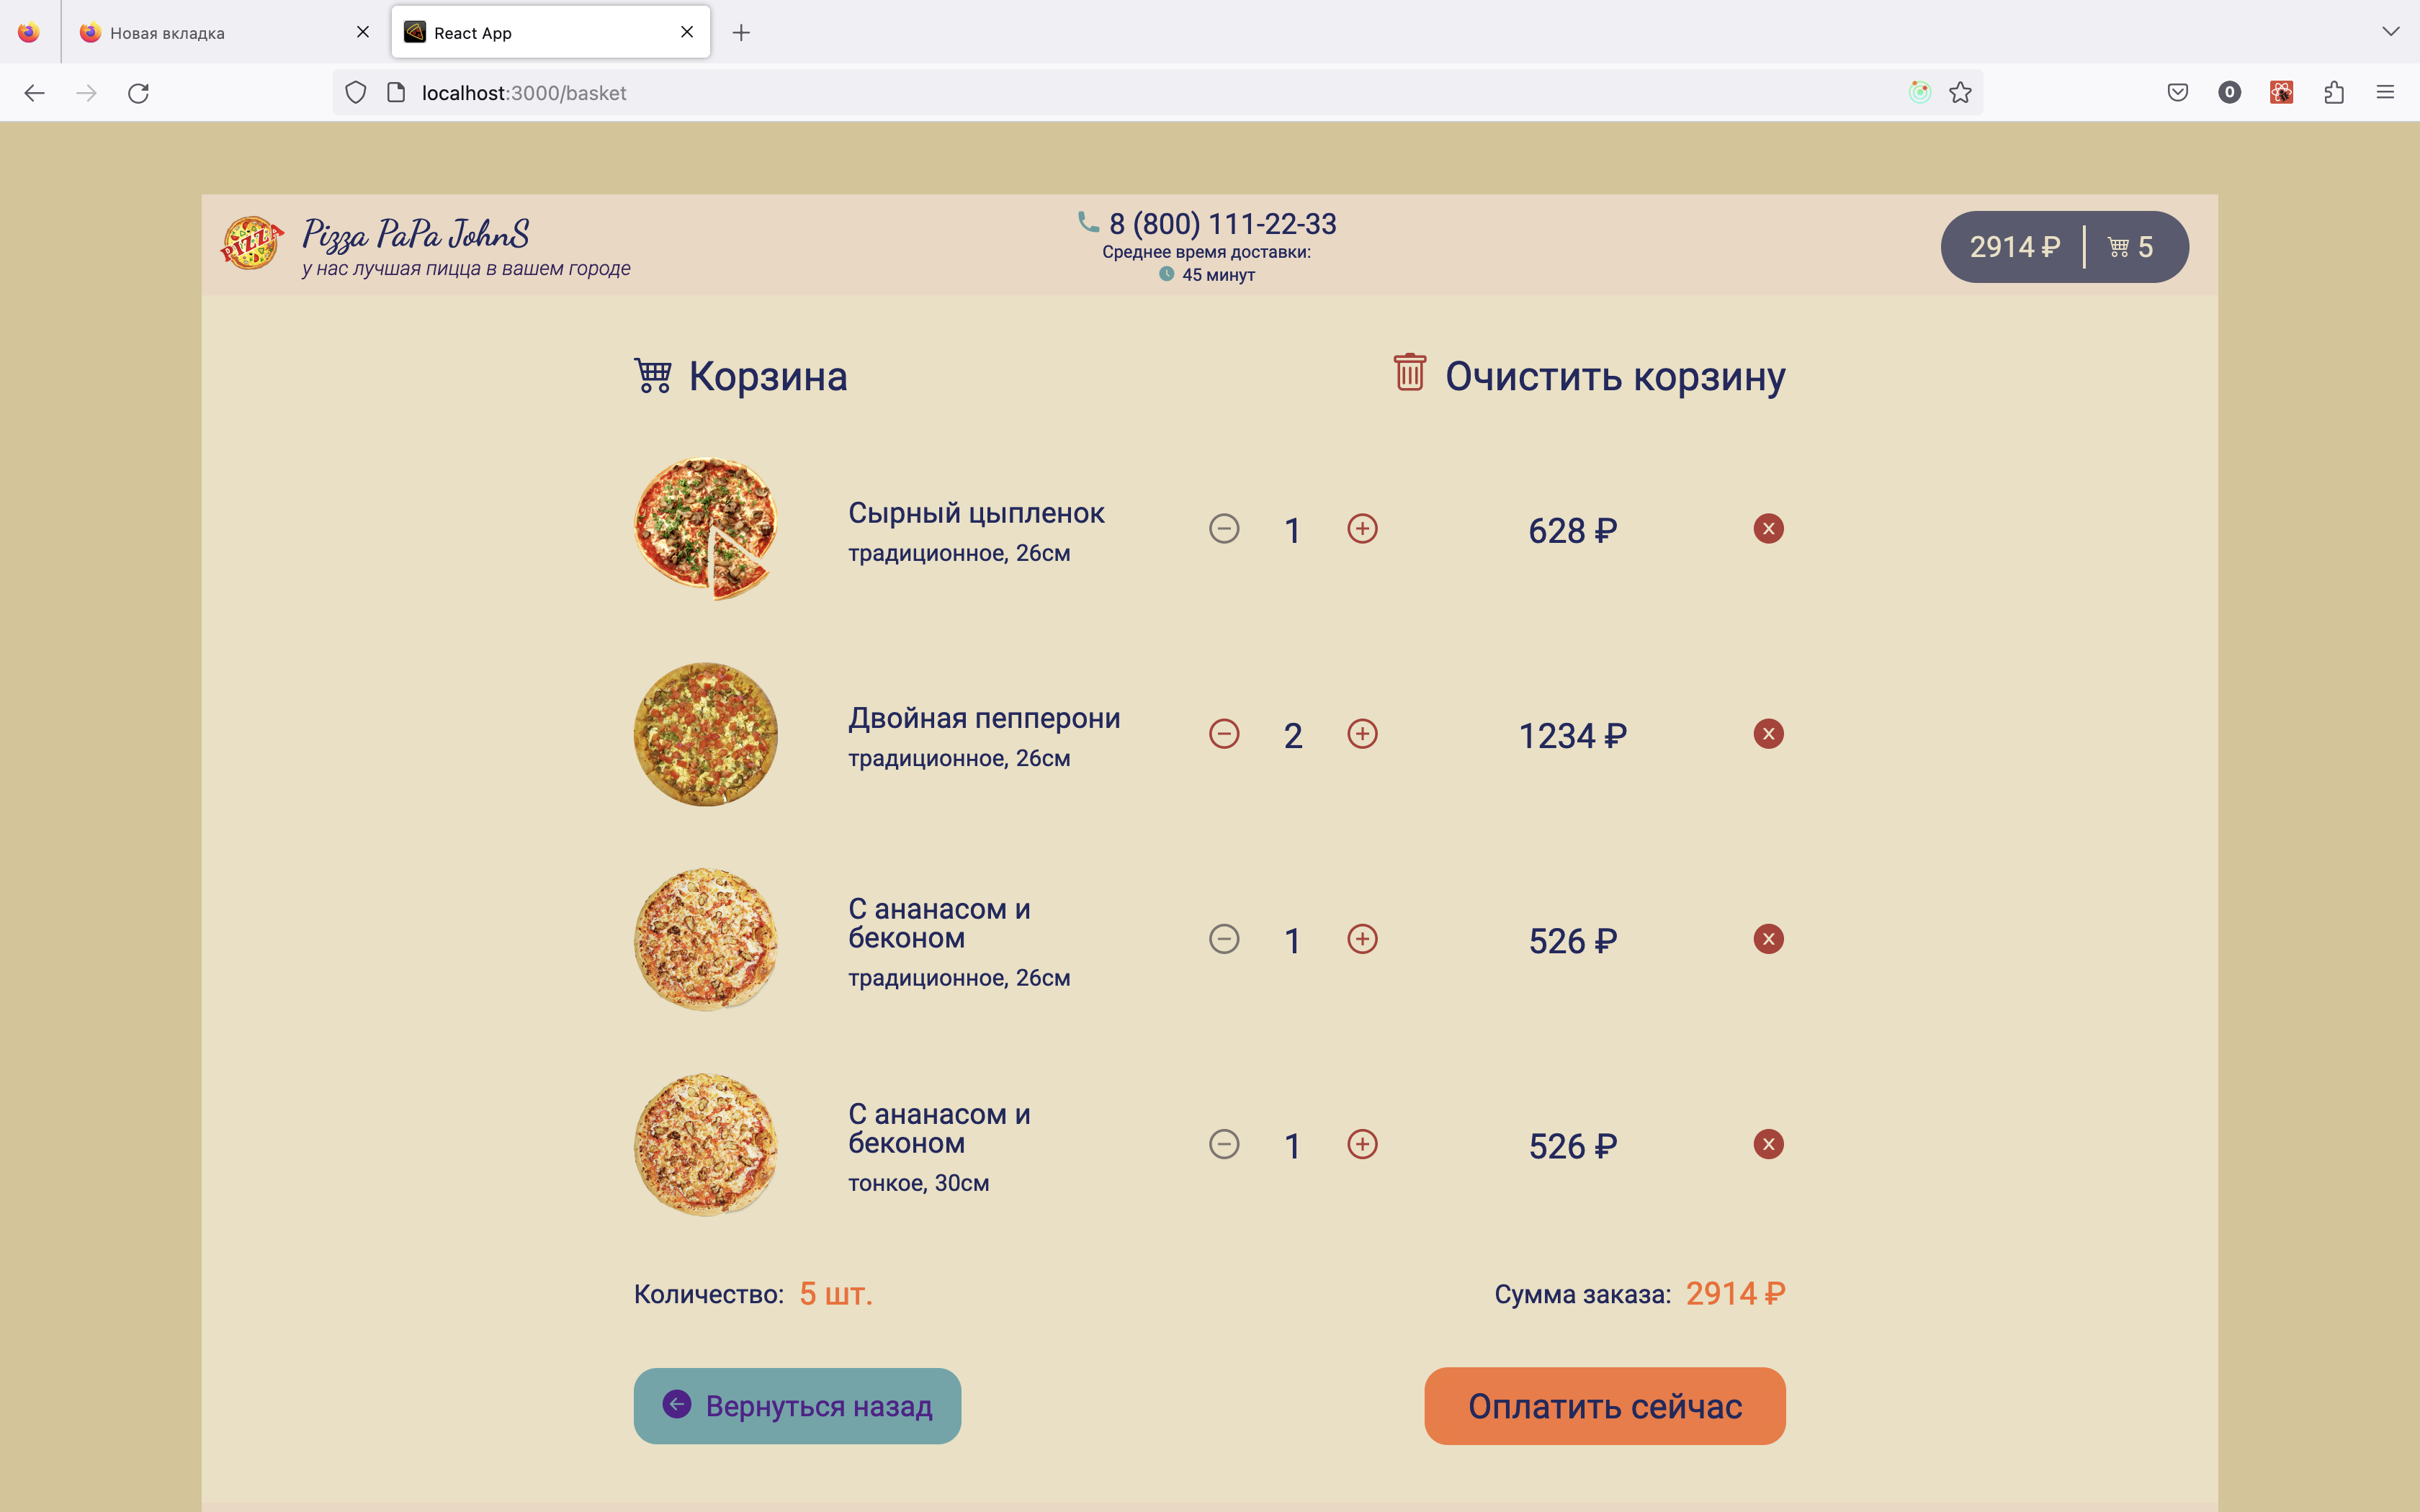 Новая вкладка
React App
localhost:3000/basket
0
PIZZA
Pizza PaPa JohnS
у нас лучшая пицца в вашем городе
8 (800) 111-22-33
Среднее время доставки:
45 минут
2914 ₽
5
Корзина
Очистить корзину
Сырный цыпленок
традиционное, 26см
1
628 ₽
Двойная пепперони
традиционное, 26см
2
1234 ₽
С ананасом и
беконом
традиционное, 26см
1
526 ₽
С ананасом и
беконом
тонкое, 30см
1
526 ₽
Количество: 5 шт.
Сумма заказа: 2914 ₽
Вернуться назад
Оплатить сейчас